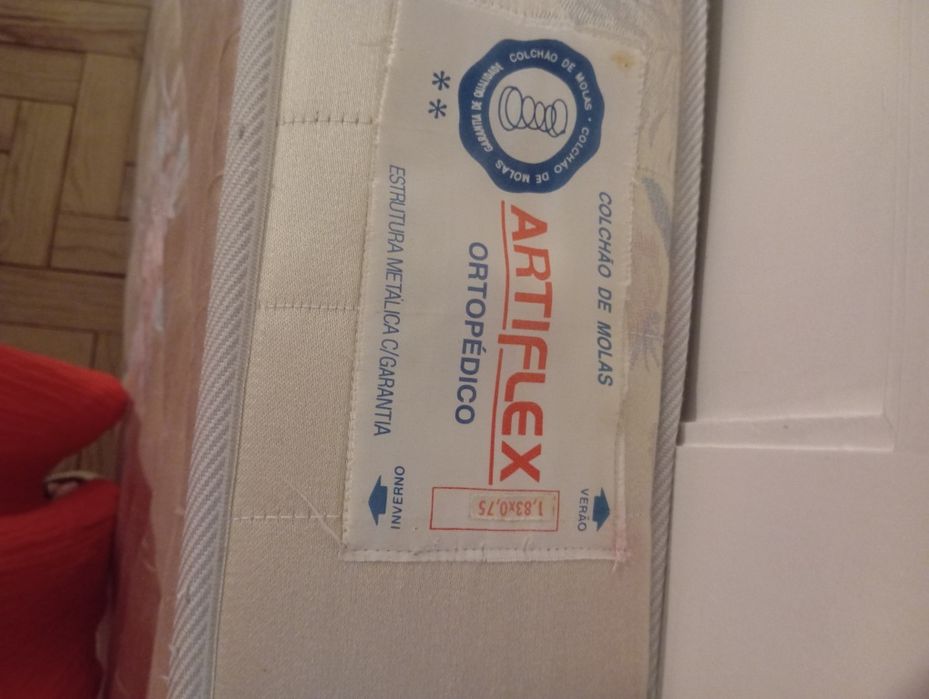 COLCHÃO DE MOLAS
COLCHÃO DE MOLAS · COLCHÃO DE MOLAS
GARANTIA DE QUALIDADE
ARTIFLEX
ORTOPÉDICO
**
ESTRUTURA METÁLICA C/GARANTIA
VERÃO
1,83x0,75
INVERNO